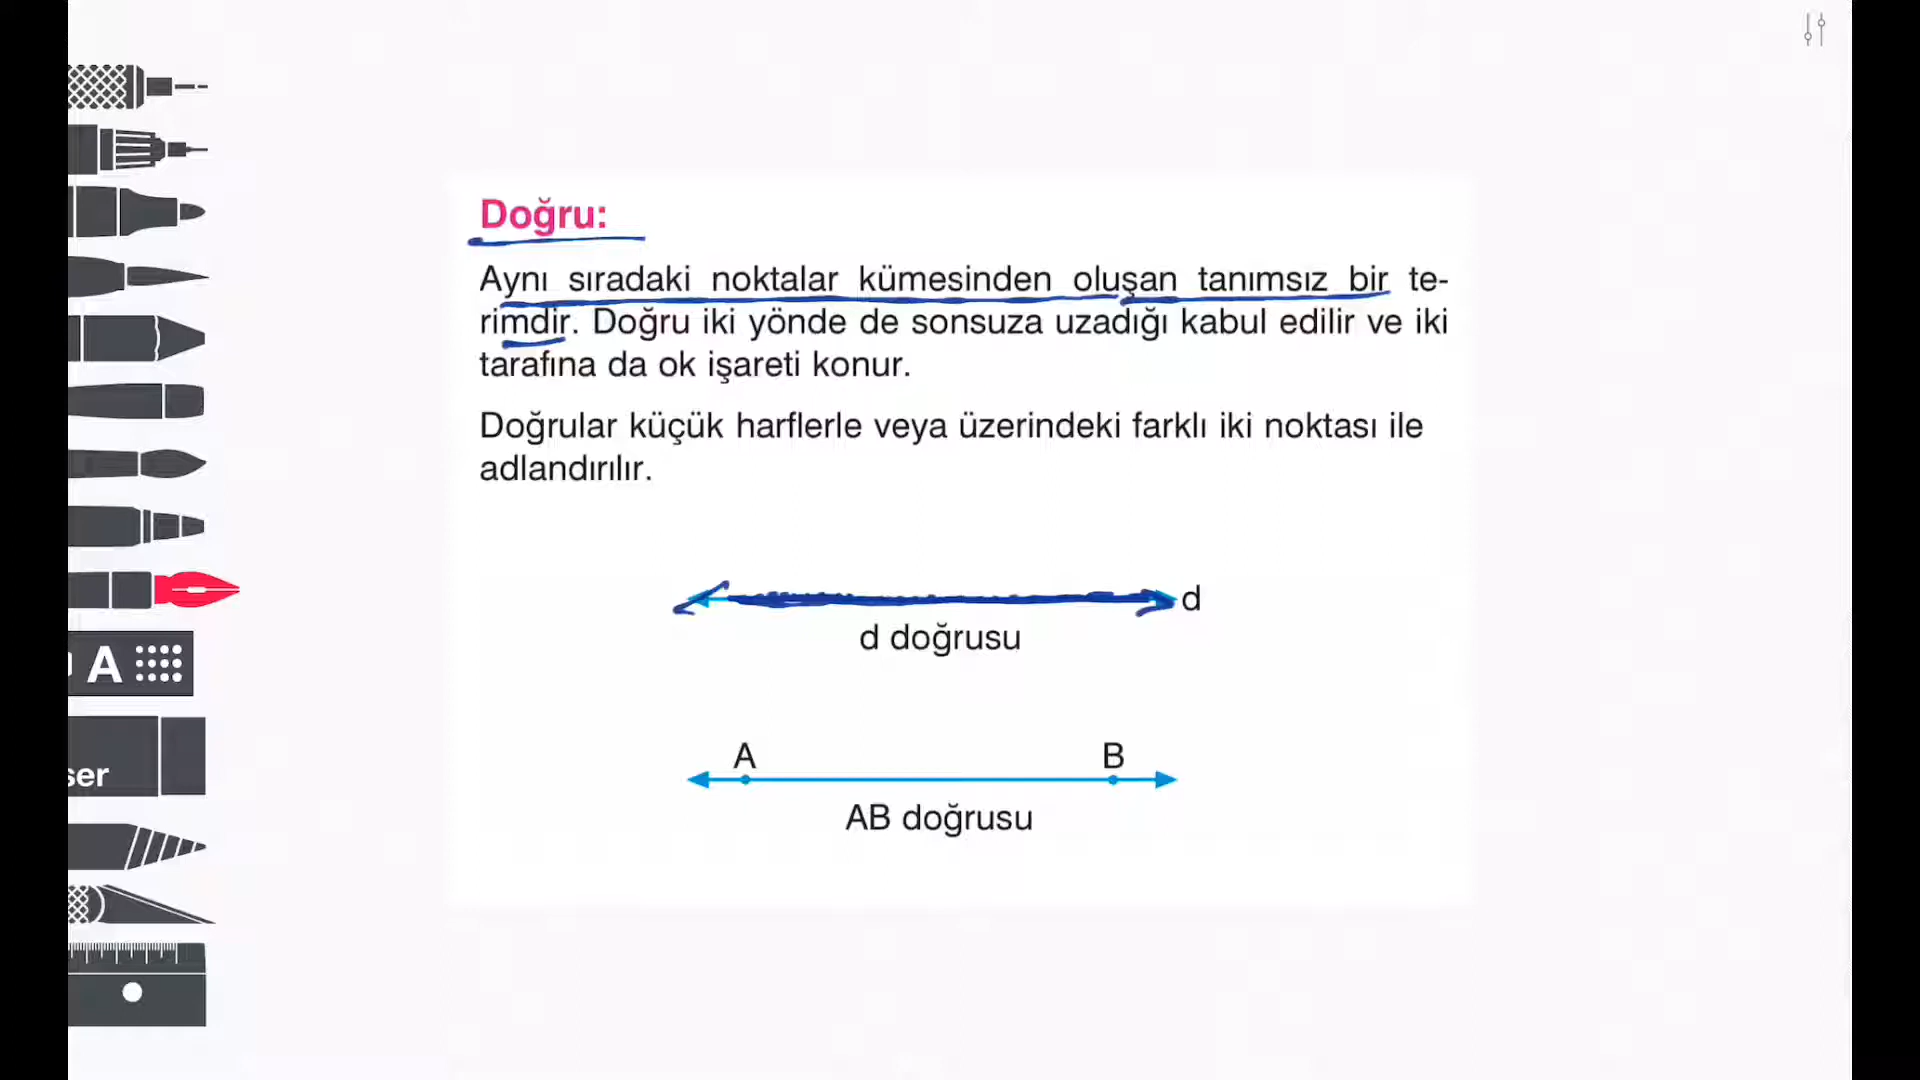 Doğru:
Aynı sıradaki noktalar kümesinden oluşan tanımsız bir te-
rimdir. Doğru iki yönde de sonsuza uzadığı kabul edilir ve iki
tarafına da ok işareti konur.
Doğrular küçük harflerle veya üzerindeki farklı iki noktası ile
adlandırılır.
d
d doğrusu
A B
AB doğrusu
A
ser